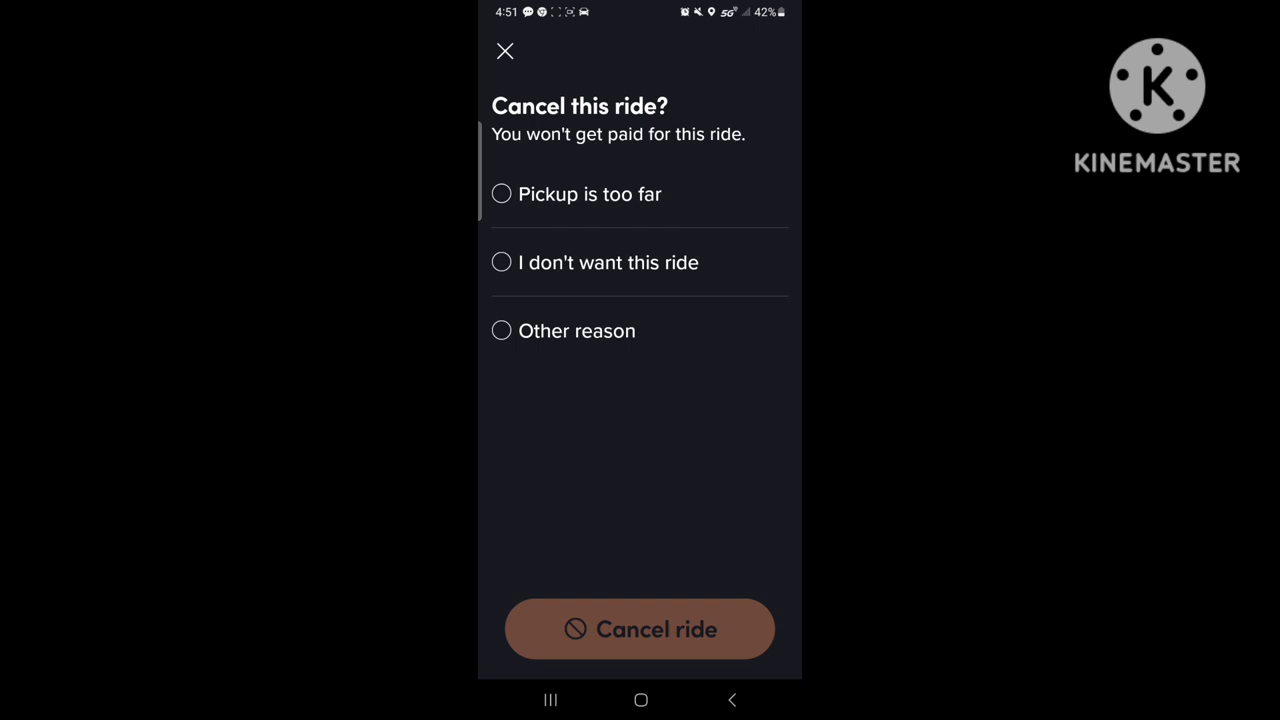 4:51
5G
42%
K
KINEMASTER
Cancel this ride?
You won't get paid for this ride.
Pickup is too far
I don't want this ride
Other reason
Cancel ride